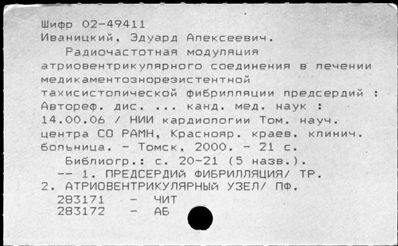 Шифр 02-49411
Иваницкий, Эдуард Алексеевич.
Радиочастотная модуляция
атриовентрикулярного соединения в лечении
медикаментознорезистентной
тахисистолической фибрилляции предсердий :
Автореф. дис. ... канд. мед. наук :
14.00.06 / НИИ кардиологии Том. науч.
центра СО РАМН, Краснояр. краев. клинич.
больница. - Томск, 2000. - 21 с.
Библиогр.: с. 20-21 (5 назв.).
-- 1. ПРЕДСЕРДИЙ ФИБРИЛЛЯЦИЯ/ ТР.
2. АТРИОВЕНТРИКУЛЯРНЫЙ УЗЕЛ/ ПФ.
283171 - ЧИТ
283172 - АБ